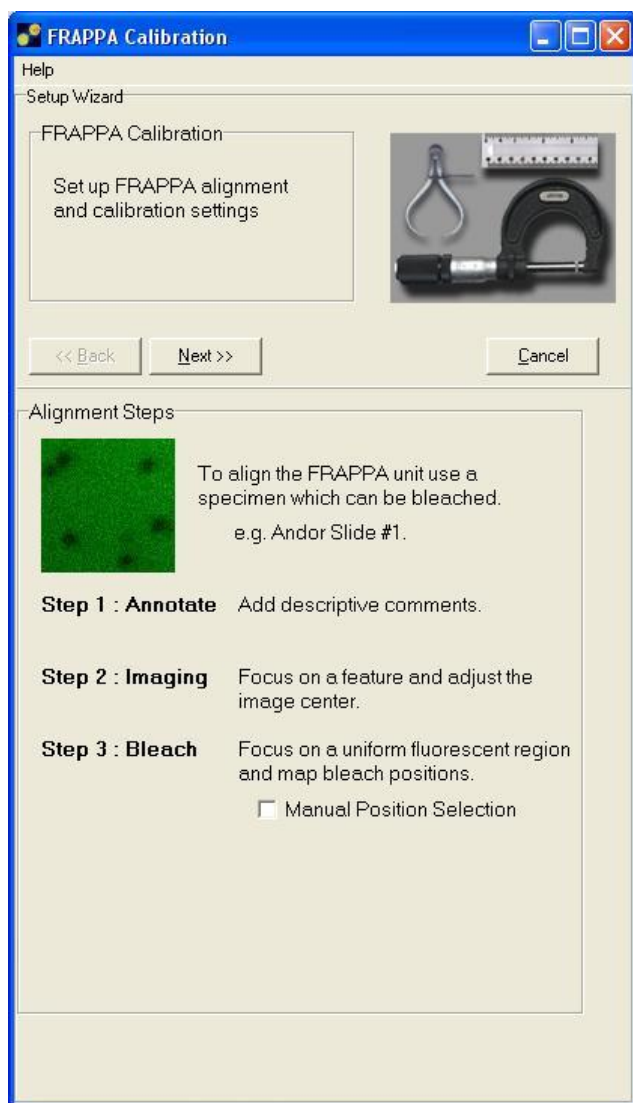 FRAPPA Calibration
Help
Setup Wizard
FRAPPA Calibration
Set up FRAPPA alignment
and calibration settings
<< Back
Next >>
Cancel
Alignment Steps
To align the FRAPPA unit use a
specimen which can be bleached.
e.g. Andor Slide #1.
Step 1 : Annotate Add descriptive comments.
Step 2 : Imaging Focus on a feature and adjust the
image center.
Step 3 : Bleach Focus on a uniform fluorescent region
and map bleach positions.
Manual Position Selection